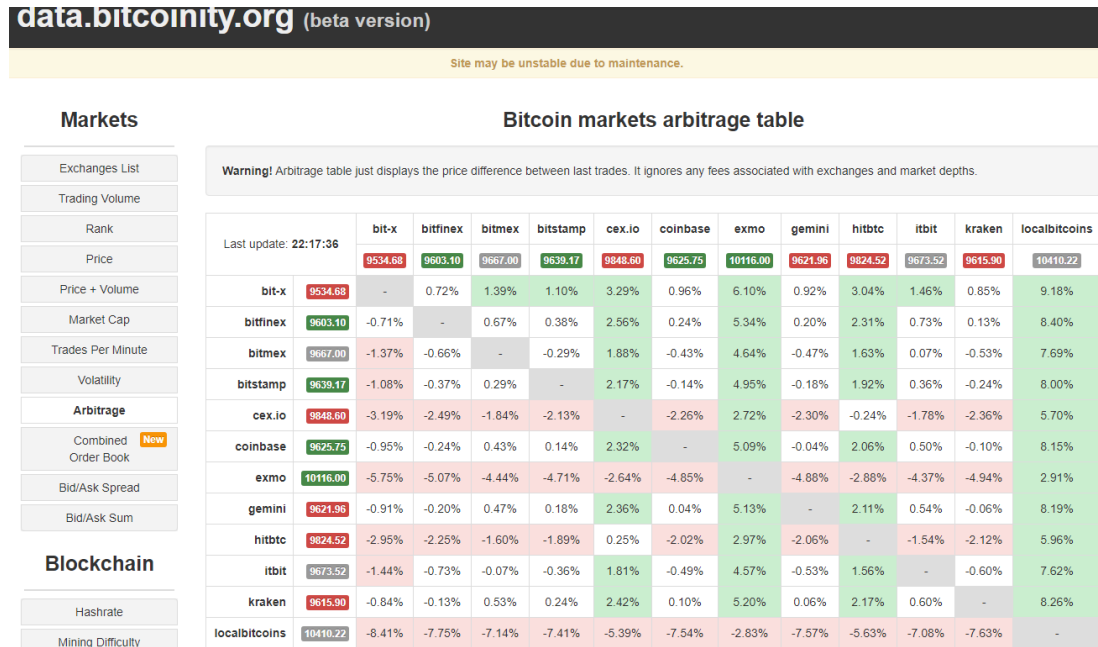 data.bitcoinity.org (beta version)
Site may be unstable due to maintenance.
Markets
Exchanges List
Trading Volume
Rank
Price
Price + Volume
Market Cap
Trades Per Minute
Volatility
Arbitrage
Combined Order Book New
Bid/Ask Spread
Bid/Ask Sum
Blockchain
Hashrate
Mining Difficulty
Bitcoin markets arbitrage table
Warning! Arbitrage table just displays the price difference between last trades. It ignores any fees associated with exchanges and market depths.
Last update: 22:17:36
bit-x bitfinex bitmex bitstamp cex.io coinbase exmo gemini hitbtc itbit kraken localbitcoins
9534.68 9603.10 9667.00 9639.17 9848.60 9625.75 10116.00 9621.96 9824.52 9673.52 9615.90 10410.22
bit-x 9534.68 - 0.72% 1.39% 1.10% 3.29% 0.96% 6.10% 0.92% 3.04% 1.46% 0.85% 9.18%
bitfinex 9603.10 -0.71% - 0.67% 0.38% 2.56% 0.24% 5.34% 0.20% 2.31% 0.73% 0.13% 8.40%
bitmex 9667.00 -1.37% -0.66% - -0.29% 1.88% -0.43% 4.64% -0.47% 1.63% 0.07% -0.53% 7.69%
bitstamp 9639.17 -1.08% -0.37% 0.29% - 2.17% -0.14% 4.95% -0.18% 1.92% 0.36% -0.24% 8.00%
cex.io 9848.60 -3.19% -2.49% -1.84% -2.13% - -2.26% 2.72% -2.30% -0.24% -1.78% -2.36% 5.70%
coinbase 9625.75 -0.95% -0.24% 0.43% 0.14% 2.32% - 5.09% -0.04% 2.06% 0.50% -0.10% 8.15%
exmo 10116.00 -5.75% -5.07% -4.44% -4.71% -2.64% -4.85% - -4.88% -2.88% -4.37% -4.94% 2.91%
gemini 9621.96 -0.91% -0.20% 0.47% 0.18% 2.36% 0.04% 5.13% - 2.11% 0.54% -0.06% 8.19%
hitbtc 9824.52 -2.95% -2.25% -1.60% -1.89% 0.25% -2.02% 2.97% -2.06% - -1.54% -2.12% 5.96%
itbit 9673.52 -1.44% -0.73% -0.07% -0.36% 1.81% -0.49% 4.57% -0.53% 1.56% - -0.60% 7.62%
kraken 9615.90 -0.84% -0.13% 0.53% 0.24% 2.42% 0.10% 5.20% 0.06% 2.17% 0.60% - 8.26%
localbitcoins 10410.22 -8.41% -7.75% -7.14% -7.41% -5.39% -7.54% -2.83% -7.57% -5.63% -7.08% -7.63% -